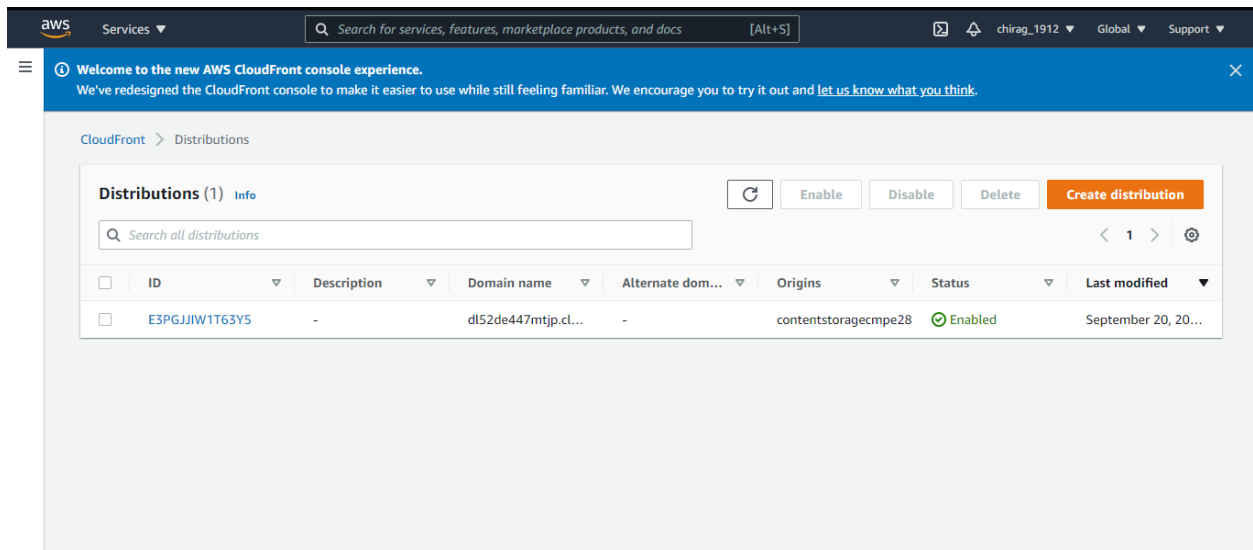 aws Services ▼ Search for services, features, marketplace products, and docs [Alt+S] chirag_1912 ▼ Global ▼ Support ▼
Welcome to the new AWS CloudFront console experience.
We've redesigned the CloudFront console to make it easier to use while still feeling familiar. We encourage you to try it out and let us know what you think.
CloudFront > Distributions
Distributions (1) Info Enable Disable Delete Create distribution
Search all distributions < 1 >
ID Description Domain name Alternate dom... Origins Status Last modified
E3PGJJIW1T63Y5 - dl52de447mtjp.cl... - contentstoragecmpe28 Enabled September 20, 20...